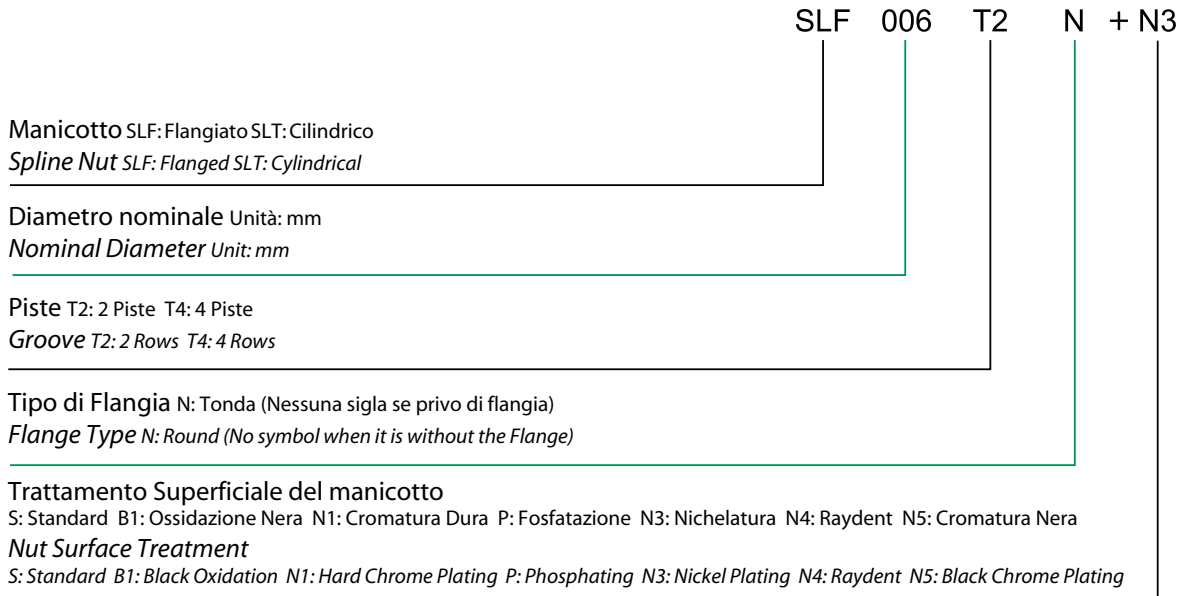 SLF 006 T2 N + N3
Manicotto SLF: Flangiato SLT: Cilindrico
Spline Nut SLF: Flanged SLT: Cylindrical
Diametro nominale Unità: mm
Nominal Diameter Unit: mm
Piste T2: 2 Piste T4: 4 Piste
Groove T2: 2 Rows T4: 4 Rows
Tipo di Flangia N: Tonda (Nessuna sigla se privo di flangia)
Flange Type N: Round (No symbol when it is without the Flange)
Trattamento Superficiale del manicotto
S: Standard B1: Ossidazione Nera N1: Cromatura Dura P: Fosfatazione N3: Nichelatura N4: Raydent N5: Cromatura Nera
Nut Surface Treatment
S: Standard B1: Black Oxidation N1: Hard Chrome Plating P: Phosphating N3: Nickel Plating N4: Raydent N5: Black Chrome Plating